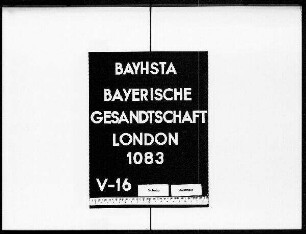 BAYHSTA
BAYERISCHE
GESANDTSCHAFT
LONDON
1083
V-16